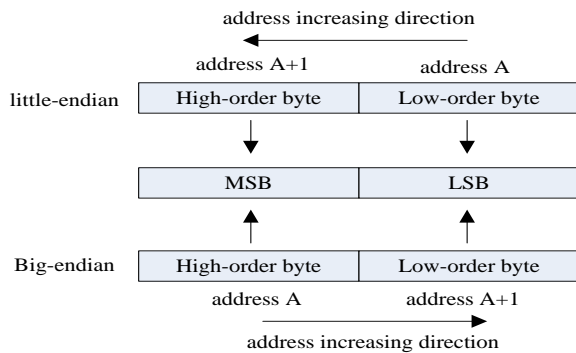 address increasing direction
address A+1 address A
little-endian High-order byte Low-order byte
MSB LSB
Big-endian High-order byte Low-order byte
address A address A+1
address increasing direction